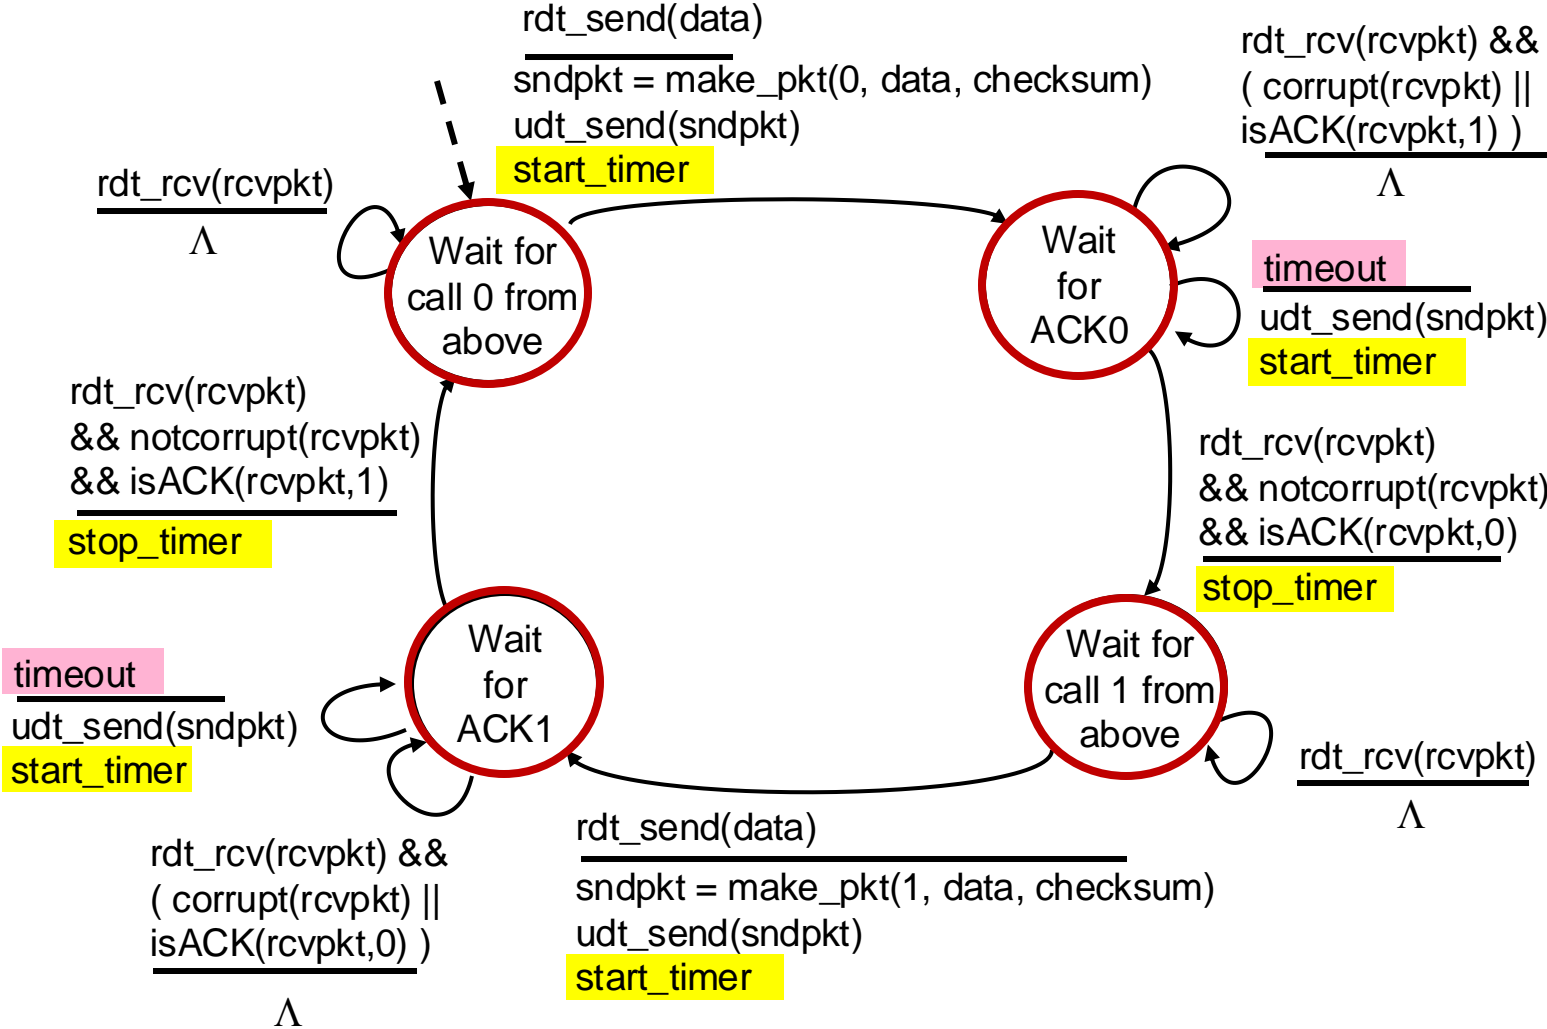 rdt_send(data)
sndpkt = make_pkt(0, data, checksum)
udt_send(sndpkt)
start_timer
rdt_rcv(rcvpkt) &&
( corrupt(rcvpkt) ||
isACK(rcvpkt,1) )
Λ
rdt_rcv(rcvpkt)
Λ
Wait for
call 0 from
above
Wait
for
ACK0
timeout
udt_send(sndpkt)
start_timer
rdt_rcv(rcvpkt)
&& notcorrupt(rcvpkt)
&& isACK(rcvpkt,1)
stop_timer
rdt_rcv(rcvpkt)
&& notcorrupt(rcvpkt)
&& isACK(rcvpkt,0)
stop_timer
Wait
for
ACK1
Wait for
call 1 from
above
timeout
udt_send(sndpkt)
start_timer
rdt_rcv(rcvpkt)
Λ
rdt_rcv(rcvpkt) &&
( corrupt(rcvpkt) ||
isACK(rcvpkt,0) )
Λ
rdt_send(data)
sndpkt = make_pkt(1, data, checksum)
udt_send(sndpkt)
start_timer